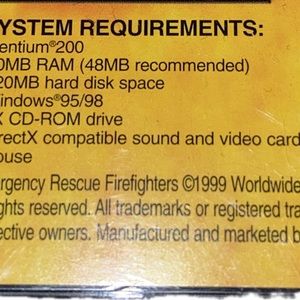 YSTEM REQUIREMENTS:
entium®200
0MB RAM (48MB recommended)
20MB hard disk space
indows®95/98
X CD-ROM drive
rectX compatible sound and video card
ouse
ergency Rescue Firefighters ©1999 Worldwide
ights reserved. All trademarks or registered tra
ective owners. Manufactured and marketed b